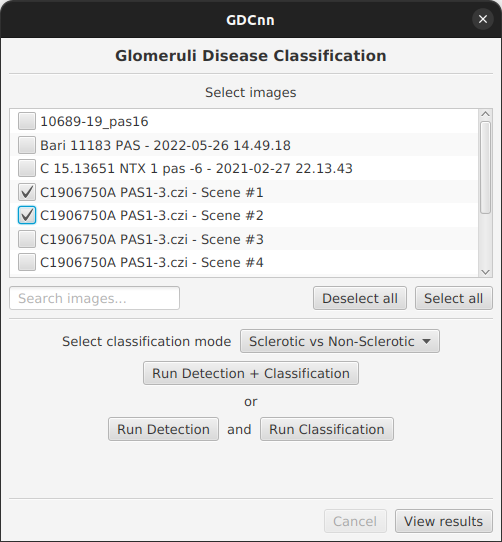 GDCnn
Glomeruli Disease Classification
Select images
10689-19_pas16
Bari 11183 PAS - 2022-05-26 14.49.18
C 15.13651 NTX 1 pas -6 - 2021-02-27 22.13.43
C1906750A PAS1-3.czi - Scene #1
C1906750A PAS1-3.czi - Scene #2
C1906750A PAS1-3.czi - Scene #3
C1906750A PAS1-3.czi - Scene #4
Search images... Deselect all Select all
Select classification mode Sclerotic vs Non-Sclerotic
Run Detection + Classification
or
Run Detection and Run Classification
Cancel View results